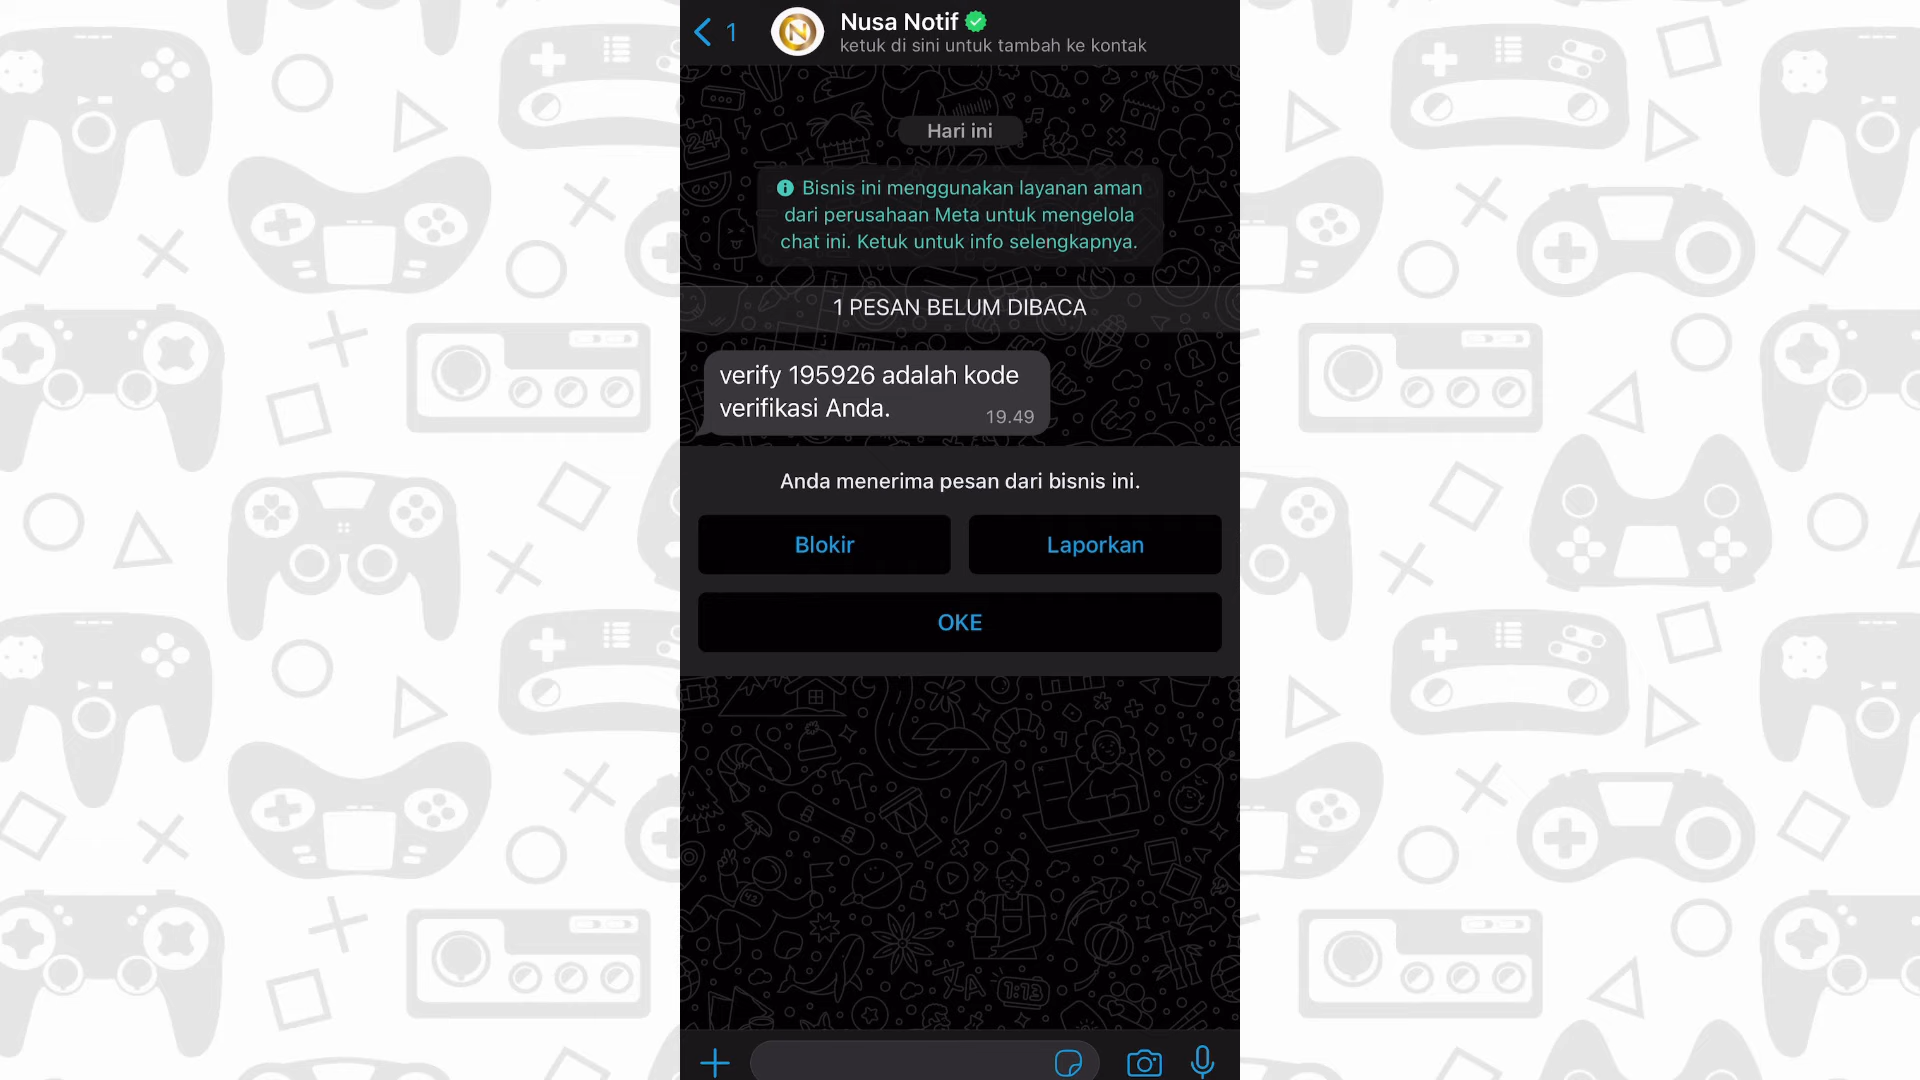 1
Nusa Notif
ketuk di sini untuk tambah ke kontak
Hari ini
Bisnis ini menggunakan layanan aman
dari perusahaan Meta untuk mengelola
chat ini. Ketuk untuk info selengkapnya.
1 PESAN BELUM DIBACA
verify 195926 adalah kode
verifikasi Anda.
19.49
Anda menerima pesan dari bisnis ini.
Blokir
Laporkan
OKE